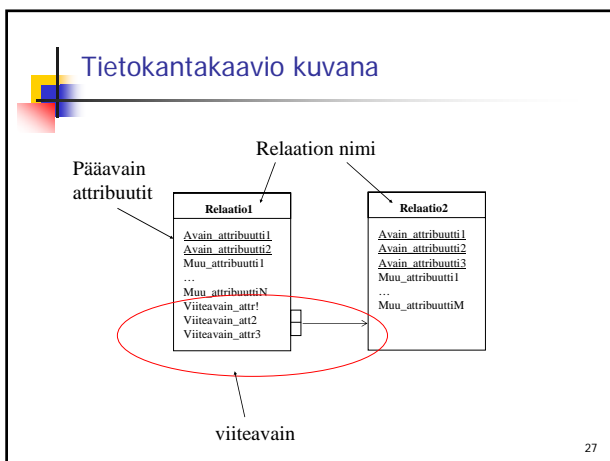 Tietokantakaavio kuvana
Relaation nimi
Pääavain
attribuutit
Relaatio1
Avain_attribuutti1
Avain_attribuutti2
Muu_attribuutti1
…
Muu_attribuuttiN
Viiteavain_attr!
Viiteavain_att2
Viiteavain_attr3
Relaatio2
Avain_attribuutti1
Avain_attribuutti2
Avain_attribuutti3
Muu_attribuutti1
…
Muu_attribuuttiM
viiteavain
27